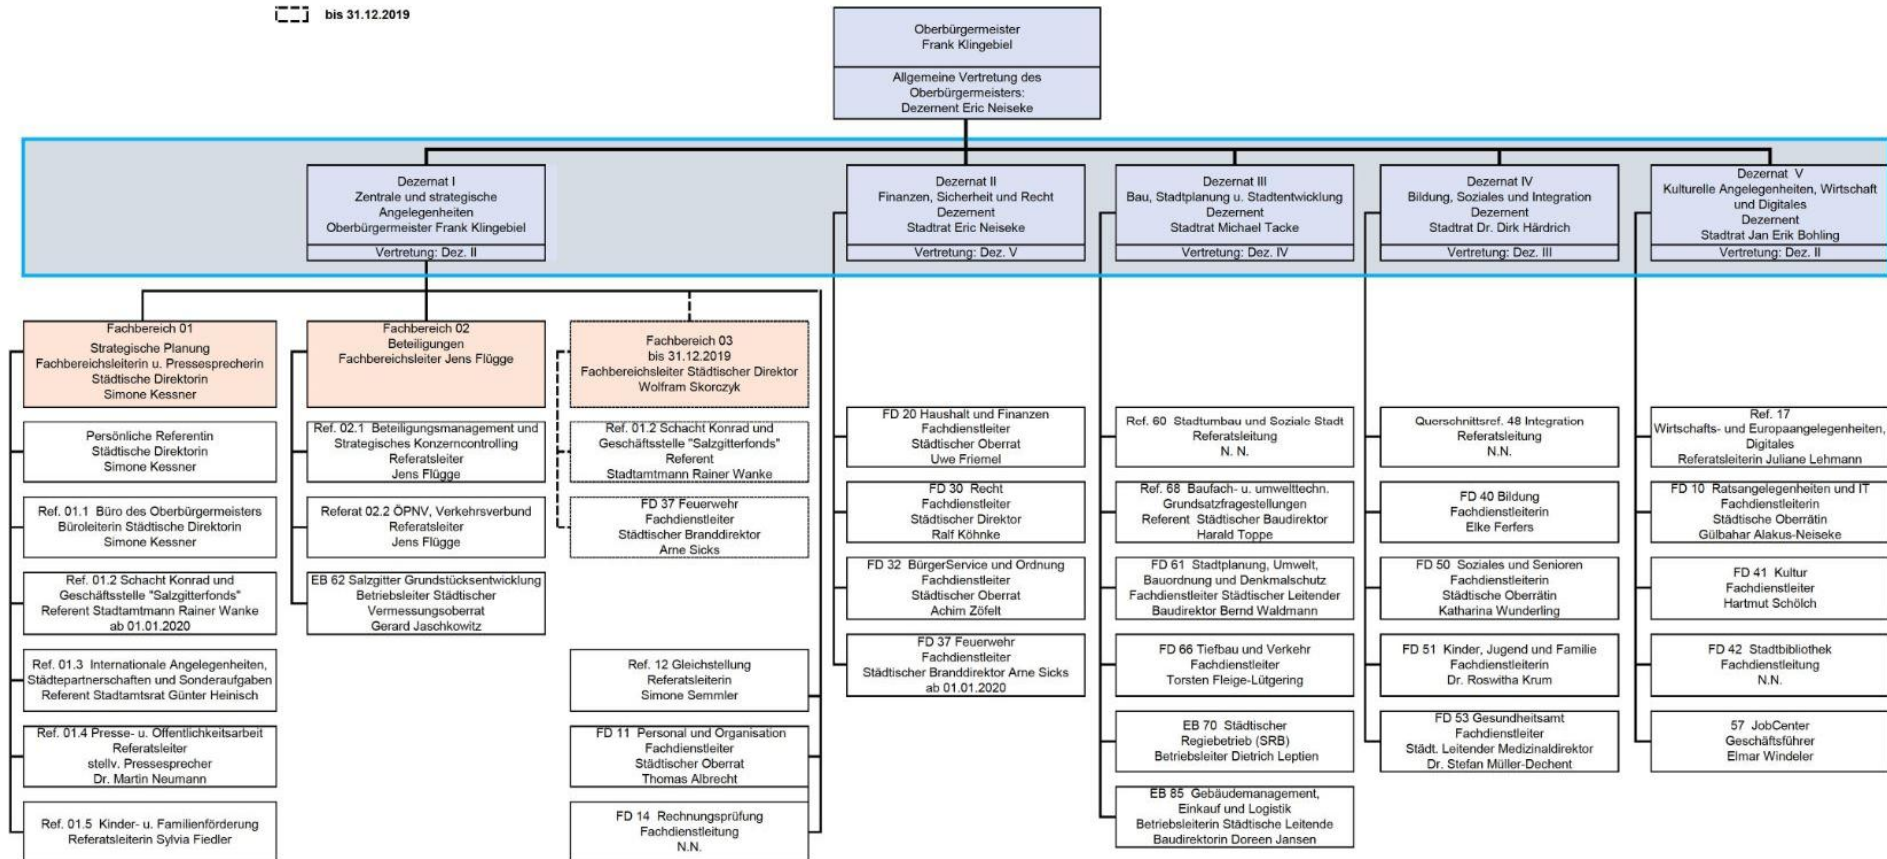 bis 31.12.2019
Oberbürgermeister
Frank Klingebiel
Allgemeine Vertretung des
Oberbürgermeisters:
Dezernent Eric Neiseke
Dezernat I
Zentrale und strategische
Angelegenheiten
Oberbürgermeister Frank Klingebiel
Vertretung: Dez. II
Dezernat II
Finanzen, Sicherheit und Recht
Dezernent
Stadtrat Eric Neiseke
Vertretung: Dez. V
Dezernat III
Bau, Stadtplanung u. Stadtentwicklung
Dezernent
Stadtrat Michael Tacke
Vertretung: Dez. IV
Dezernat IV
Bildung, Soziales und Integration
Dezernent
Stadtrat Dr. Dirk Härdrich
Vertretung: Dez. III
Dezernat V
Kulturelle Angelegenheiten, Wirtschaft
und Digitales
Dezernent
Stadtrat Jan Erik Bohling
Vertretung: Dez. II
Fachbereich 01
Strategische Planung
Fachbereichsleiterin u. Pressesprecherin
Städtische Direktorin
Simone Kessner
Persönliche Referentin
Städtische Direktorin
Simone Kessner
Ref. 01.1 Büro des Oberbürgermeisters
Büroleiterin Städtische Direktorin
Simone Kessner
Ref. 01.2 Schacht Konrad und
Geschäftsstelle "Salzgitterfonds"
Referent Stadtamtmann Rainer Wanke
ab 01.01.2020
Ref. 01.3 Internationale Angelegenheiten,
Städtepartnerschaften und Sonderaufgaben
Referent Stadtamtsrat Günter Heinisch
Ref. 01.4 Presse- u. Öffentlichkeitsarbeit
Referatsleiter
stellv. Pressesprecher
Dr. Martin Neumann
Ref. 01.5 Kinder- u. Familienförderung
Referatsleiterin Sylvia Fiedler
Fachbereich 02
Beteiligungen
Fachbereichsleiter Jens Flügge
Ref. 02.1 Beteiligungsmanagement und
Strategisches Konzerncontrolling
Referatsleiter
Jens Flügge
Referat 02.2 ÖPNV, Verkehrsverbund
Referatsleiter
Jens Flügge
EB 62 Salzgitter Grundstücksentwicklung
Betriebsleiter Städtischer
Vermessungsoberrat
Gerard Jaschkowitz
Fachbereich 03
bis 31.12.2019
Fachbereichsleiter Städtischer Direktor
Wolfram Skorczyk
Ref. 01.2 Schacht Konrad und
Geschäftsstelle "Salzgitterfonds"
Referent
Stadtamtmann Rainer Wanke
FD 37 Feuerwehr
Fachdienstleiter
Städtischer Branddirektor
Arne Sicks
Ref. 12 Gleichstellung
Referatsleiterin
Simone Semmler
FD 11 Personal und Organisation
Fachdienstleiter
Städtischer Oberrat
Thomas Albrecht
FD 14 Rechnungsprüfung
Fachdienstleitung
N.N.
FD 20 Haushalt und Finanzen
Fachdienstleiter
Städtischer Oberrat
Uwe Friemel
FD 30 Recht
Fachdienstleiter
Städtischer Direktor
Ralf Köhnke
FD 32 BürgerService und Ordnung
Fachdienstleiter
Städtischer Oberrat
Achim Zöfelt
FD 37 Feuerwehr
Fachdienstleiter
Städtischer Branddirektor Arne Sicks
ab 01.01.2020
Ref. 60 Stadtumbau und Soziale Stadt
Referatsleitung
N. N.
Ref. 68 Baufach- u. umwelttechn.
Grundsatzfragestellungen
Referent Städtischer Baudirektor
Harald Toppe
FD 61 Stadtplanung, Umwelt,
Bauordnung und Denkmalschutz
Fachdienstleiter Städtischer Leitender
Baudirektor Bernd Waldmann
FD 66 Tiefbau und Verkehr
Fachdienstleiter
Torsten Fleige-Lütgering
EB 70 Städtischer
Regiebetrieb (SRB)
Betriebsleiter Dietrich Leptien
EB 85 Gebäudemanagement,
Einkauf und Logistik
Betriebsleiterin Städtische Leitende
Baudirektorin Doreen Jansen
Querschnittsref. 48 Integration
Referatsleitung
N.N.
FD 40 Bildung
Fachdienstleiterin
Elke Ferfers
FD 50 Soziales und Senioren
Fachdienstleiterin
Städtische Oberrätin
Katharina Wunderling
FD 51 Kinder, Jugend und Familie
Fachdienstleiterin
Dr. Roswitha Krum
FD 53 Gesundheitsamt
Fachdienstleiter
Städt. Leitender Medizinaldirektor
Dr. Stefan Müller-Dechent
Ref. 17
Wirtschafts- und Europaangelegenheiten,
Digitales
Referatsleiterin Juliane Lehmann
FD 10 Ratsangelegenheiten und IT
Fachdienstleiterin
Städtische Oberrätin
Gülbahar Alakus-Neiseke
FD 41 Kultur
Fachdienstleiter
Hartmut Schölch
FD 42 Stadtbibliothek
Fachdienstleitung
N.N.
57 JobCenter
Geschäftsführer
Elmar Windeler